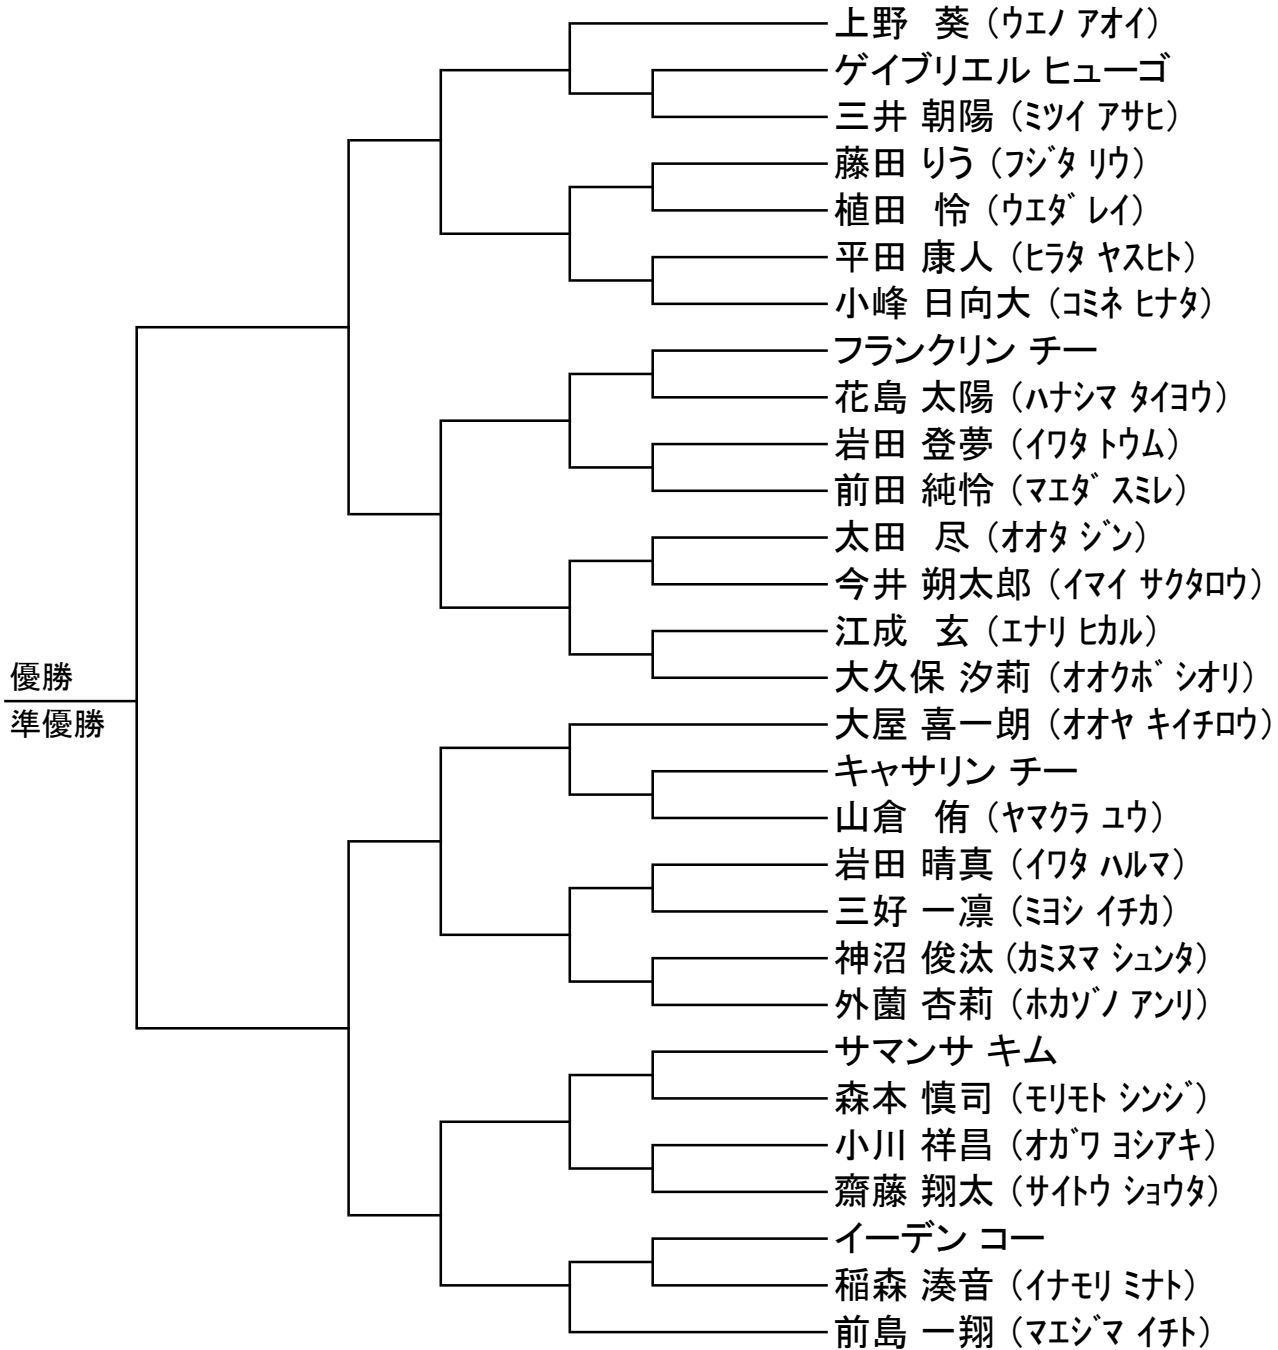 上野 葵（ウエノ アオイ）
ゲイブリエル ヒューゴ
三井 朝陽（ミツイ アサヒ）
藤田 りう（フジタ リウ）
植田 怜（ウエダ レイ）
平田 康人（ヒラタ ヤスヒト）
小峰 日向大（コミネ ヒナタ）
フランクリン チー
花島 太陽（ハナシマ タイヨウ）
岩田 登夢（イワタ トウム）
前田 純怜（マエダ スミレ）
太田 尽（オオタ ジン）
今井 朔太郎（イマイ サクタロウ）
江成 玄（エナリ ヒカル）
大久保 汐莉（オオクボ シオリ）
優勝
準優勝
大屋 喜一朗（オオヤ キイチロウ）
キャサリン チー
山倉 侑（ヤマクラ ユウ）
岩田 晴真（イワタ ハルマ）
三好 一凛（ミヨシ イチカ）
神沼 俊汰（カミヌマ シュンタ）
外薗 杏莉（ホカゾノ アンリ）
サマンサ キム
森本 慎司（モリモト シンジ）
小川 祥昌（オガワ ヨシアキ）
齋藤 翔太（サイトウ ショウタ）
イーデン コー
稲森 湊音（イナモリ ミナト）
前島 一翔（マエジマ イチト）